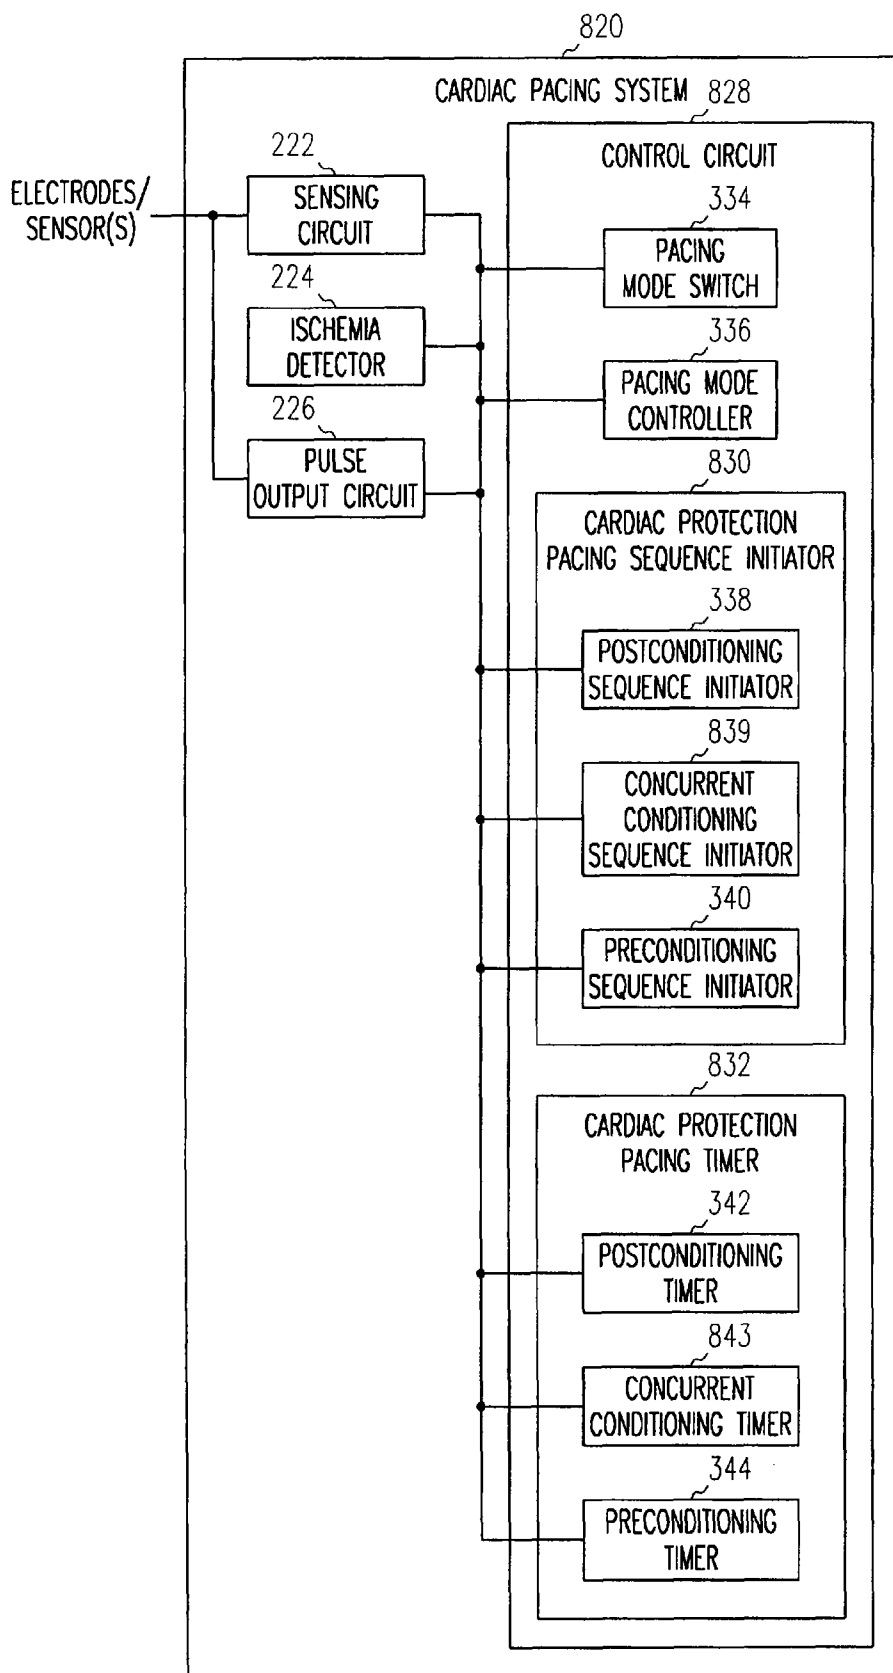 820
CARDIAC PACING SYSTEM
828
CONTROL CIRCUIT
ELECTRODES/
SENSOR(S)
222
SENSING
CIRCUIT
224
ISCHEMIA
DETECTOR
226
PULSE
OUTPUT CIRCUIT
334
PACING
MODE SWITCH
336
PACING MODE
CONTROLLER
830
CARDIAC PROTECTION
PACING SEQUENCE INITIATOR
338
POSTCONDITIONING
SEQUENCE INITIATOR
839
CONCURRENT
CONDITIONING
SEQUENCE INITIATOR
340
PRECONDITIONING
SEQUENCE INITIATOR
832
CARDIAC PROTECTION
PACING TIMER
342
POSTCONDITIONING
TIMER
843
CONCURRENT
CONDITIONING TIMER
344
PRECONDITIONING
TIMER